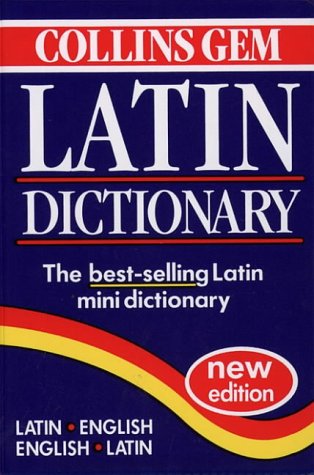 COLLINS GEM
LATIN
DICTIONARY
The best-selling Latin
mini dictionary
new
edition
LATIN • ENGLISH
ENGLISH • LATIN